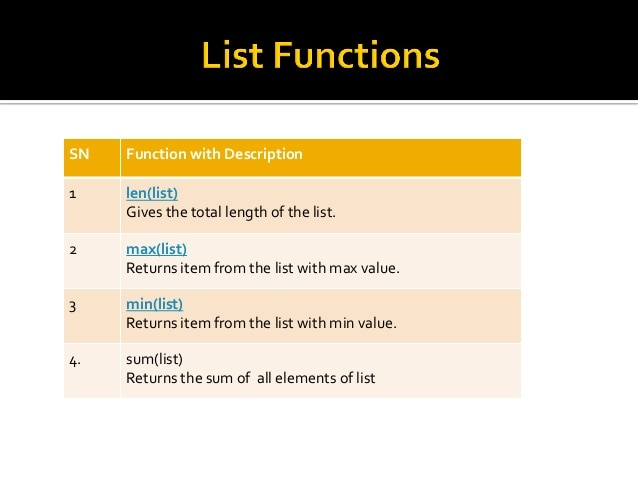 List Functions
SN Function with Description
1 len(list)
Gives the total length of the list.
2 max(list)
Returns item from the list with max value.
3 min(list)
Returns item from the list with min value.
4. sum(list)
Returns the sum of  all elements of list